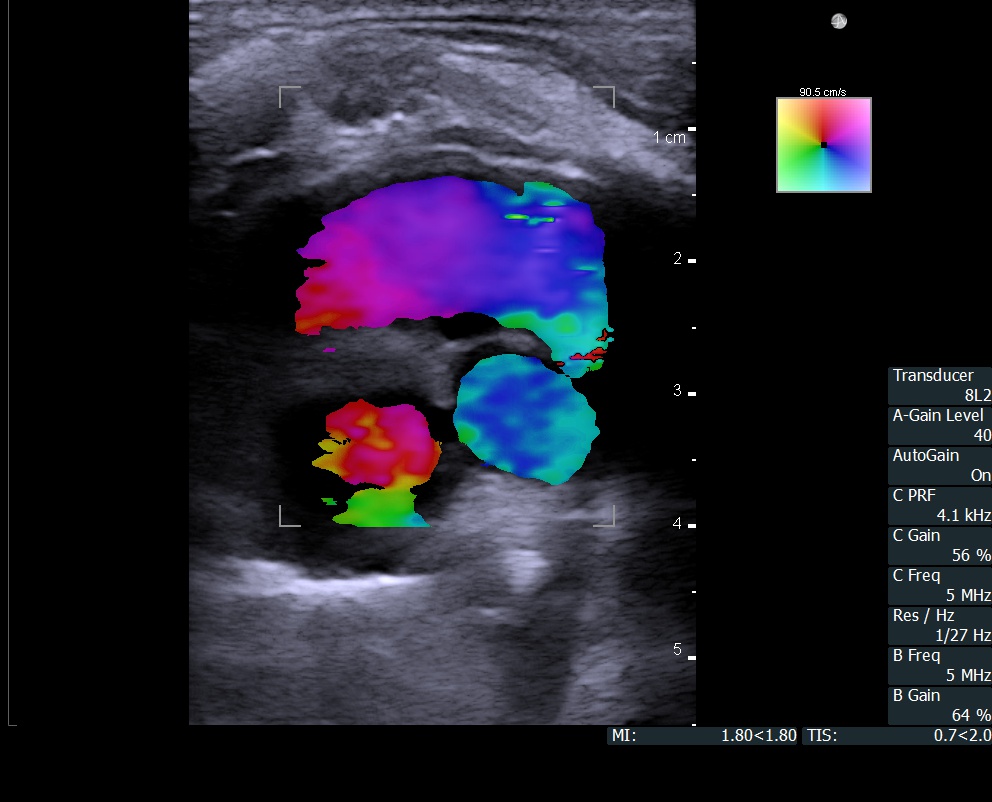 90.5 cm/s
1 cm
2
3
4
5
Transducer
8L2
A-Gain Level
40
AutoGain
On
C PRF
4.1 kHz
C Gain
56 %
C Freq
5 MHz
Res / Hz
1/27 Hz
B Freq
5 MHz
B Gain
64 %
MI: 1.80<1.80 TIS: 0.7<2.0